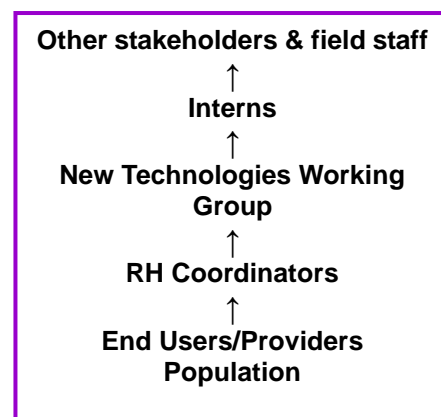 Other stakeholders & field staff
↑
Interns
↑
New Technologies Working
Group
↑
RH Coordinators
↑
End Users/Providers
Population